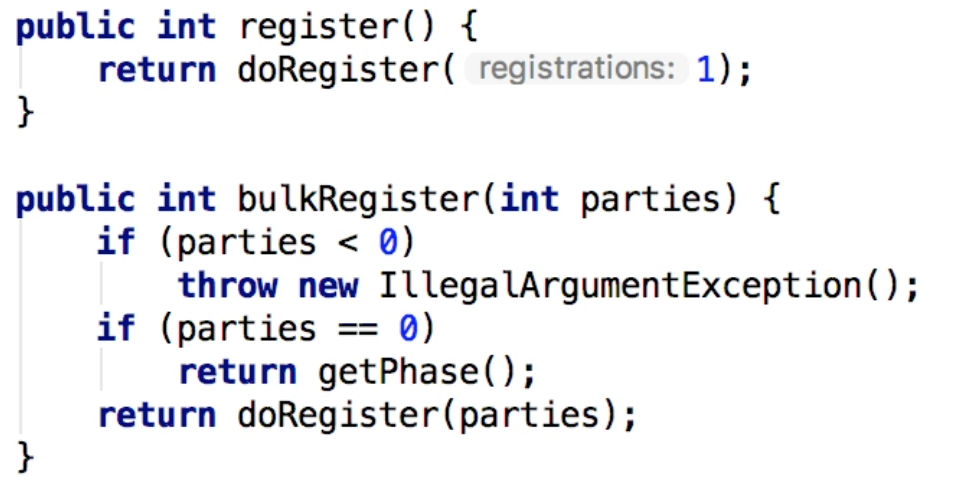 public int register() {
    return doRegister( registrations: 1);
}

public int bulkRegister(int parties) {
    if (parties < 0)
        throw new IllegalArgumentException();
    if (parties == 0)
        return getPhase();
    return doRegister(parties);
}